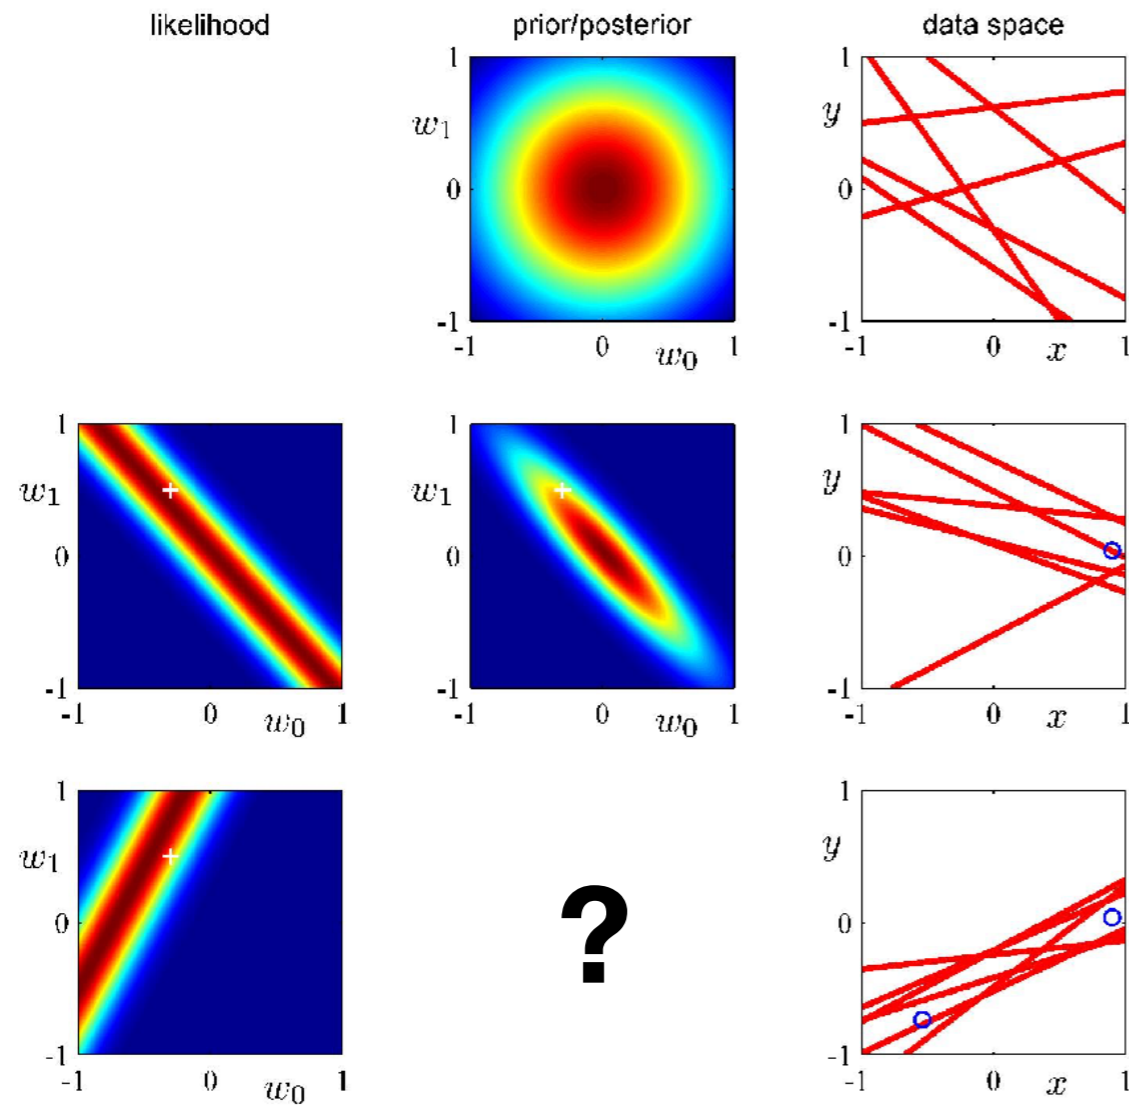 likelihood prior/posterior data space
1 1
w₁ y
0 0
-1 -1
-1 0 w₀ 1 -1 0 x 1
1 1 1
w₁ w₁ y
0 0 0
-1 -1 -1
-1 0 w₀ 1 -1 0 w₀ 1 -1 0 x 1
1 1
w₁ y
0 ? 0
-1 -1
-1 0 w₀ 1 -1 0 x 1